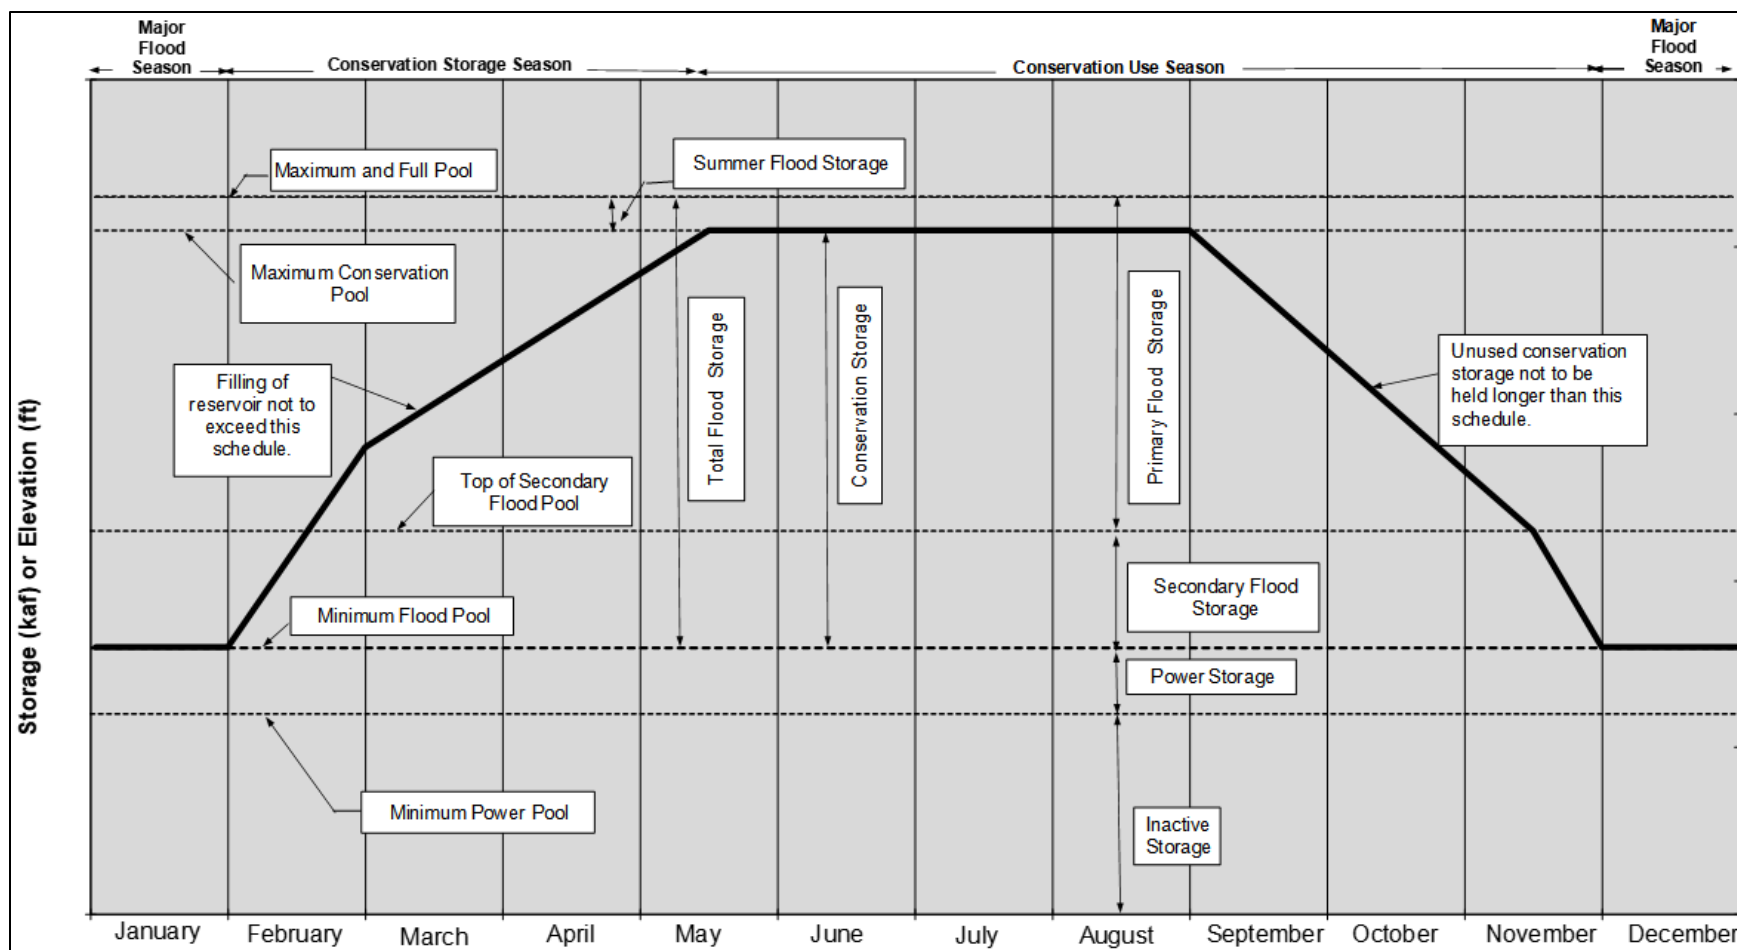 Major
Flood
Season
Conservation Storage Season
Conservation Use Season
Major
Flood
Season
Maximum and Full Pool
Summer Flood Storage
Maximum Conservation
Pool
Filling of
reservoir not to
exceed this
schedule.
Top of Secondary
Flood Pool
Total Flood Storage
Conservation Storage
Primary Flood Storage
Unused conservation
storage not to be
held longer than this
schedule.
Minimum Flood Pool
Secondary Flood
Storage
Power Storage
Minimum Power Pool
Inactive
Storage
Storage (kaf) or Elevation (ft)
January
February
March
April
May
June
July
August
September
October
November
December